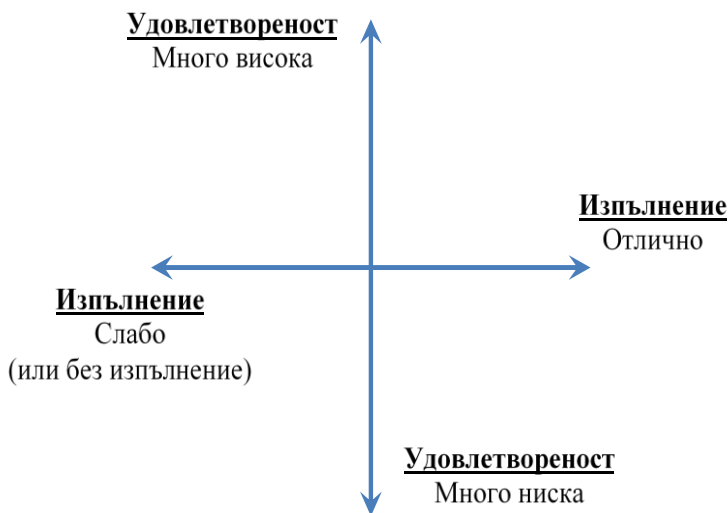 Удовлетвореност
Много висока
Изпълнение
Отлично
Изпълнение
Слабо
(или без изпълнение)
Удовлетвореност
Много ниска